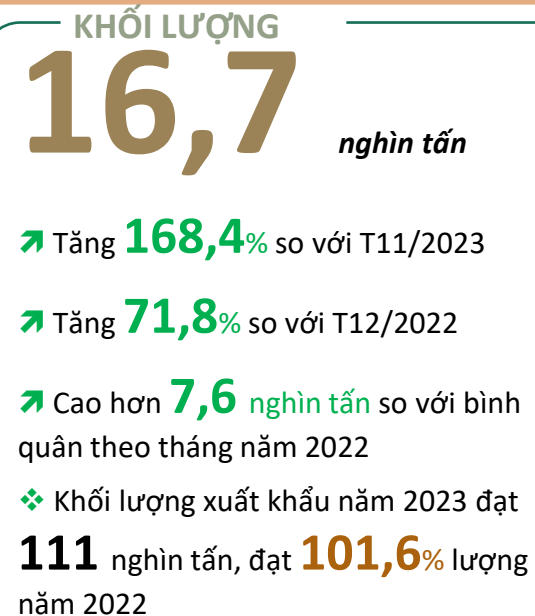 KHỐI LƯỢNG
16,7 nghìn tấn
Tăng 168,4% so với T11/2023
Tăng 71,8% so với T12/2022
Cao hơn 7,6 nghìn tấn so với bình
quân theo tháng năm 2022
Khối lượng xuất khẩu năm 2023 đạt
111 nghìn tấn, đạt 101,6% lượng
năm 2022